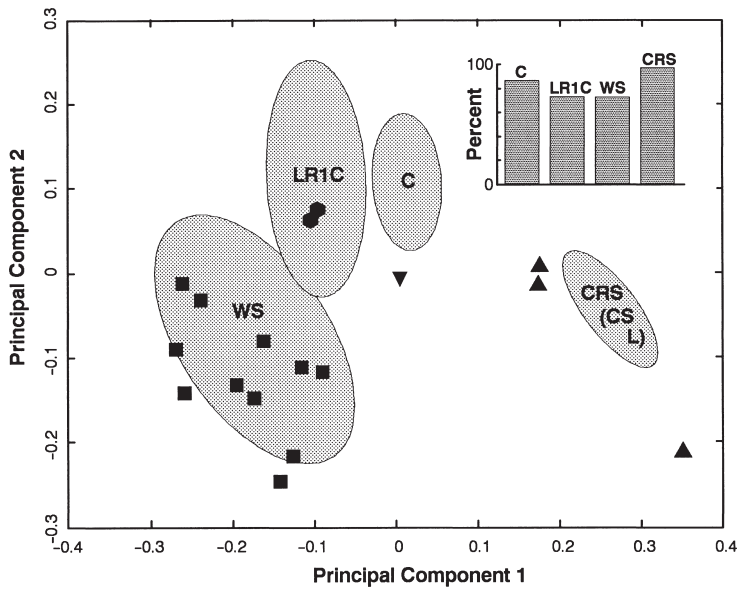 0.3
0.2
0.1
0
−0.1
−0.2
−0.3
Principal Component 2
LR1C
C
WS
CRS
(CS
L)
100
0
Percent
C
LR1C
WS
CRS
−0.4
−0.3
−0.2
−0.1
0
0.1
0.2
0.3
0.4
Principal Component 1